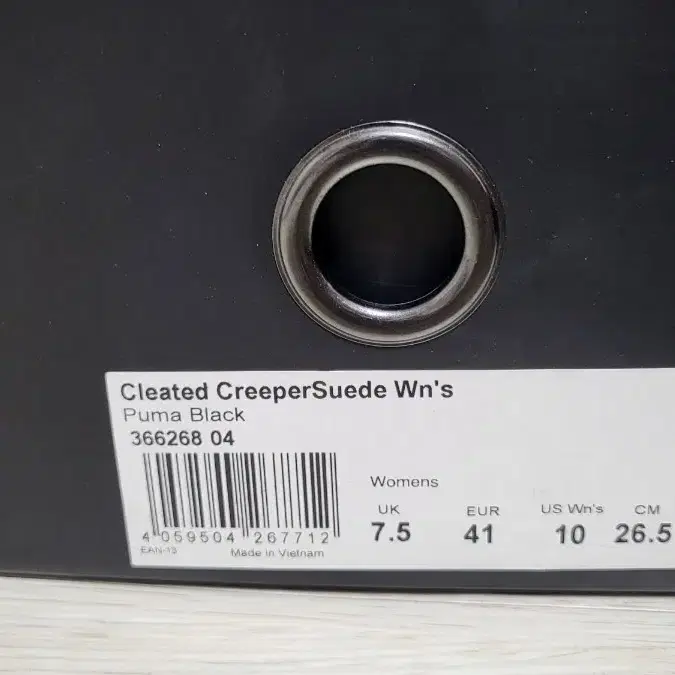 Cleated CreeperSuede Wn's
Puma Black
366268 04
4 059504 267712
EAN-13
Made in Vietnam
Womens
UK EUR US Wn's CM
7.5 41 10 26.5